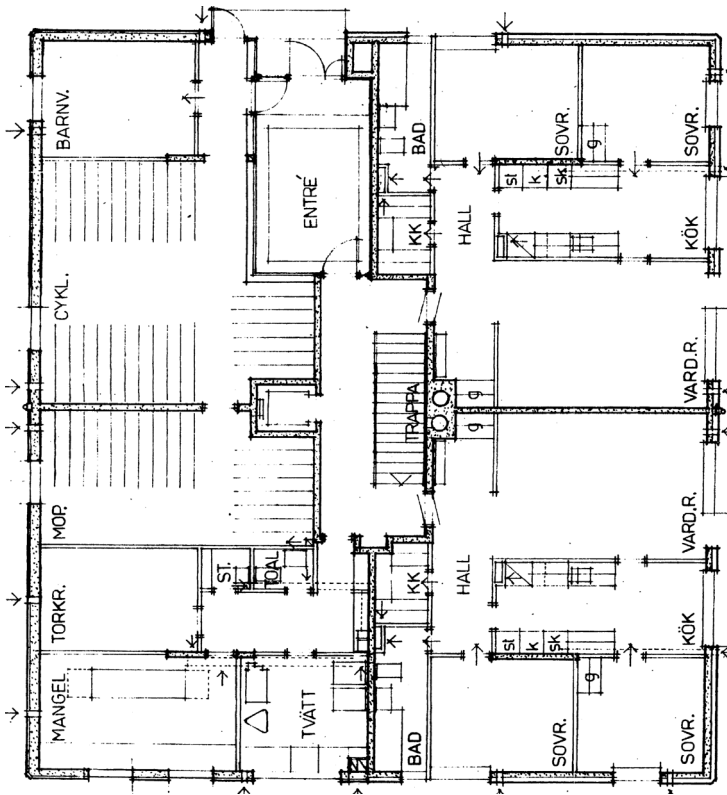 BARNV.
CYKL.
MOP.
TORKR.
MANGEL
ENTRÉ
ST.
TOAL
TVÄTT
BAD
KK
TRAPPA
KK
BAD
HALL
HALL
SOVR.
g
SOVR.
st
k
sk
KÖK
VARD.R.
g
g
VARD.R.
KÖK
st
k
sk
SOVR.
g
SOVR.